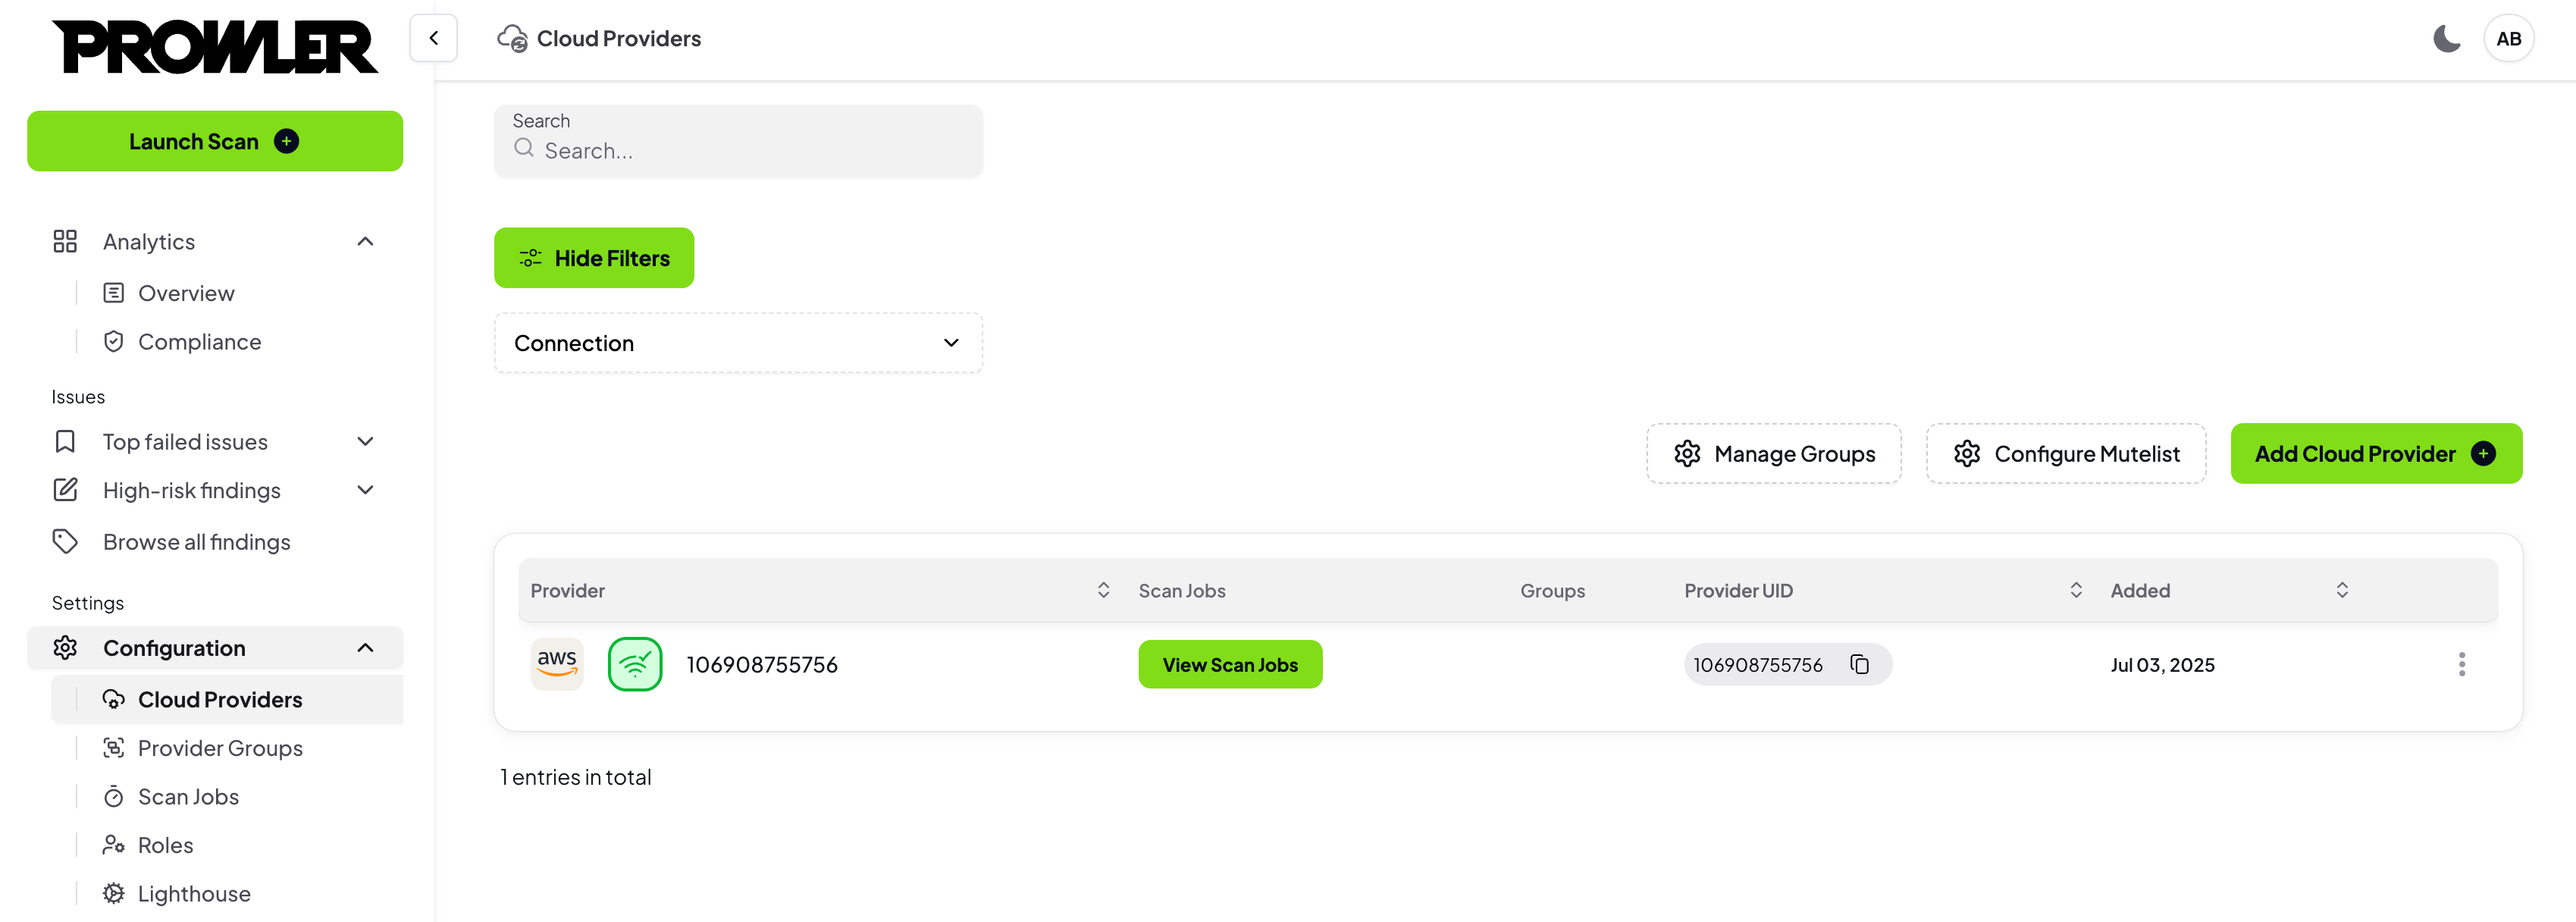 PROWLER
Launch Scan
Analytics
Overview
Compliance
Issues
Top failed issues
High-risk findings
Browse all findings
Settings
Configuration
Cloud Providers
Provider Groups
Scan Jobs
Roles
Lighthouse
Cloud Providers
AB
Search
Search...
Hide Filters
Connection
Manage Groups
Configure Mutelist
Add Cloud Provider
Provider
Scan Jobs
Groups
Provider UID
Added
aws
106908755756
View Scan Jobs
106908755756
Jul 03, 2025
1 entries in total